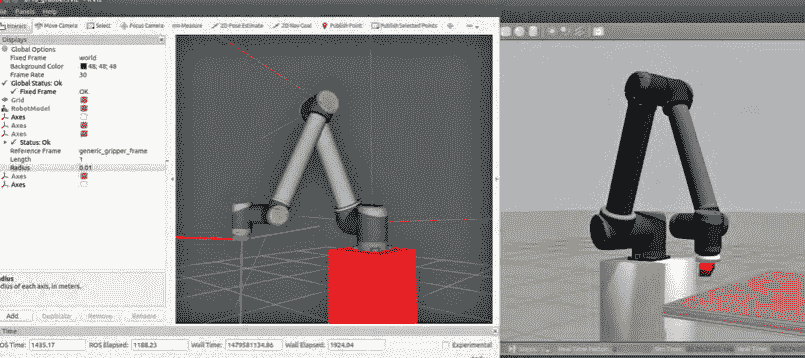 Panels Help
Interact Move Camera Select Focus Camera Measure 2D Pose Estimate 2D Nav Goal Publish Point Publish Selected Points
Displays
Global Options
Fixed Frame world
Background Color 48; 48; 48
Frame Rate 30
Global Status: Ok
Fixed Frame OK
Grid
RobotModel
Axes
Axes
Axes
Status: Ok
Reference Frame generic_gripper_frame
Length 1
Radius 0.01
Axes
Axes
adius
adius of each axis, in meters.
Add Duplicate Remove Rename
Time
OS Time: 1435.17 ROS Elapsed: 1188.23 Wall Time: 1479581134.86 Wall Elapsed: 1924.04 Experimental